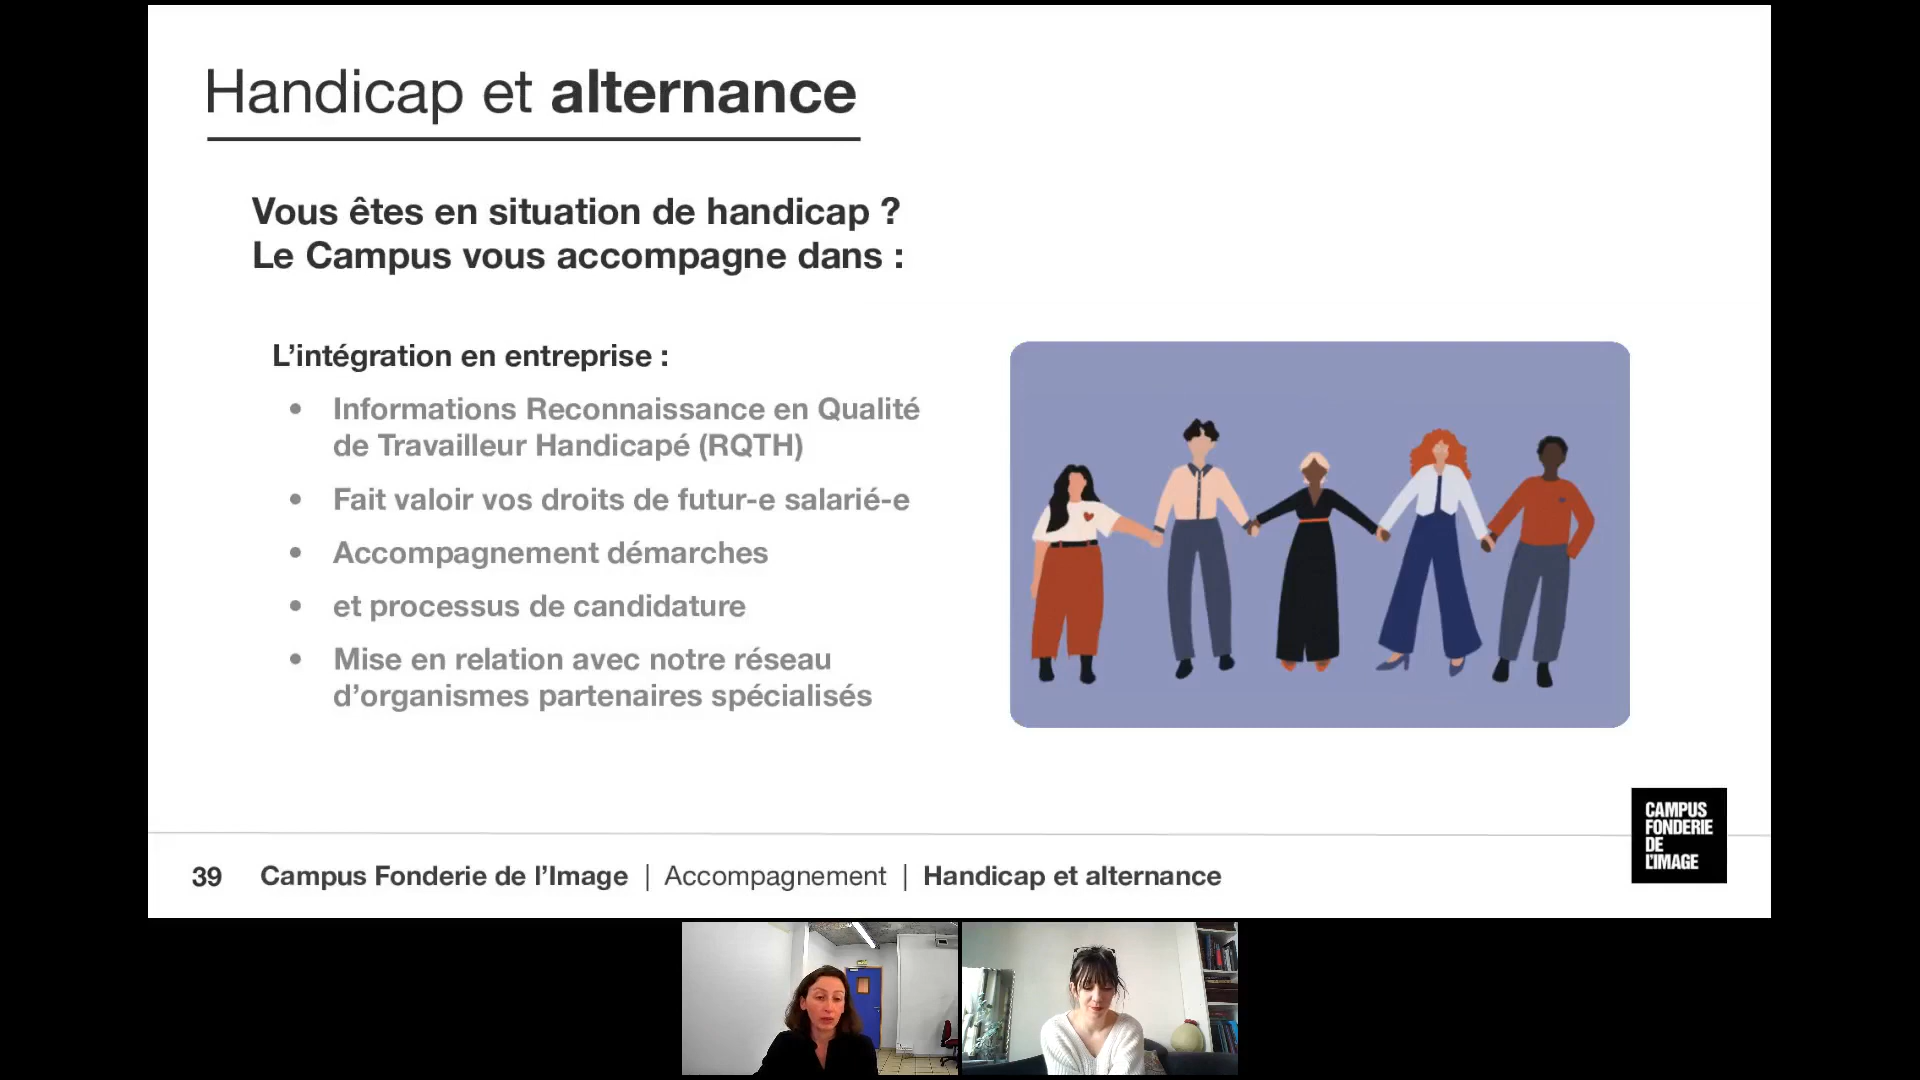 Handicap et alternance
Vous êtes en situation de handicap ?
Le Campus vous accompagne dans :
L’intégration en entreprise :
• Informations Reconnaissance en Qualité
de Travailleur Handicapé (RQTH)
• Fait valoir vos droits de futur-e salarié-e
• Accompagnement démarches
• et processus de candidature
• Mise en relation avec notre réseau
d’organismes partenaires spécialisés
CAMPUS
FONDERIE
DE
L’IMAGE
39 Campus Fonderie de l’Image | Accompagnement | Handicap et alternance